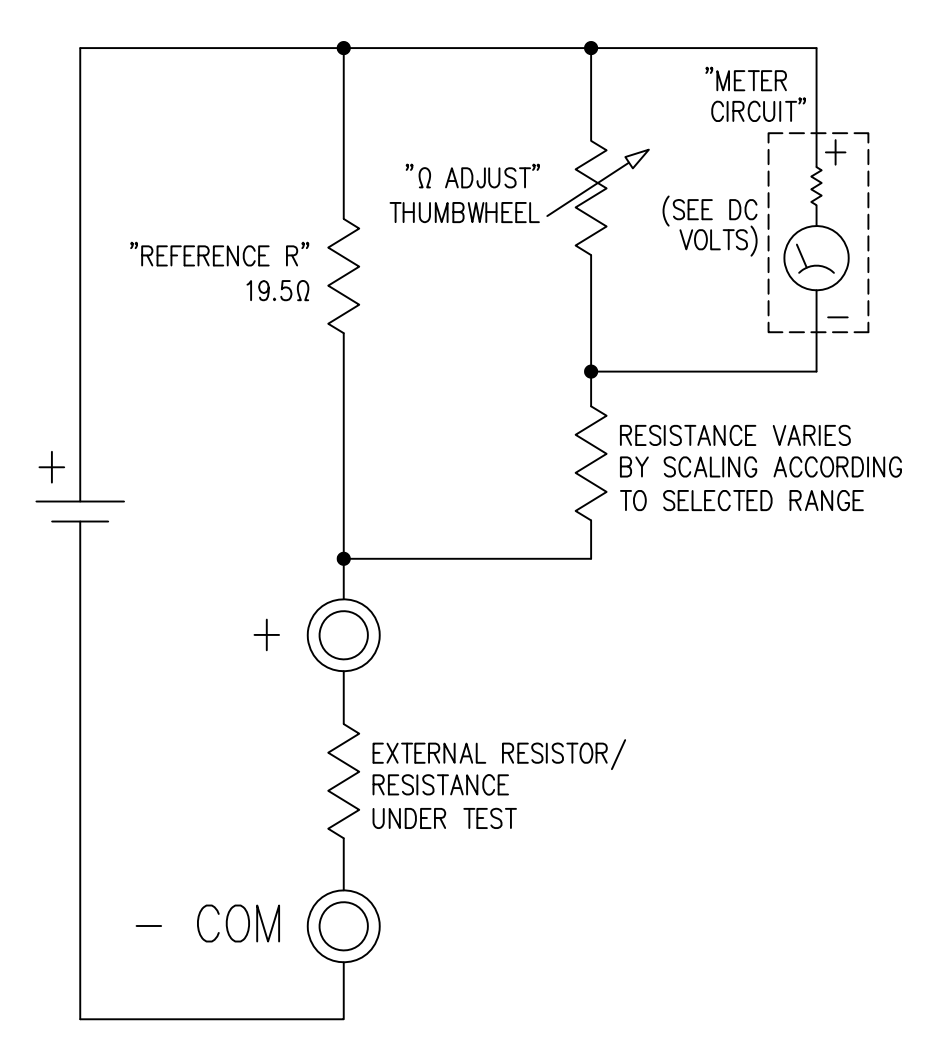 "METER
CIRCUIT"
+
"Ω ADJUST"
THUMBWHEEL
(SEE DC
VOLTS)
"REFERENCE R"
19.5Ω
−
+
RESISTANCE VARIES
BY SCALING ACCORDING
TO SELECTED RANGE
+
EXTERNAL RESISTOR/
RESISTANCE
UNDER TEST
− COM